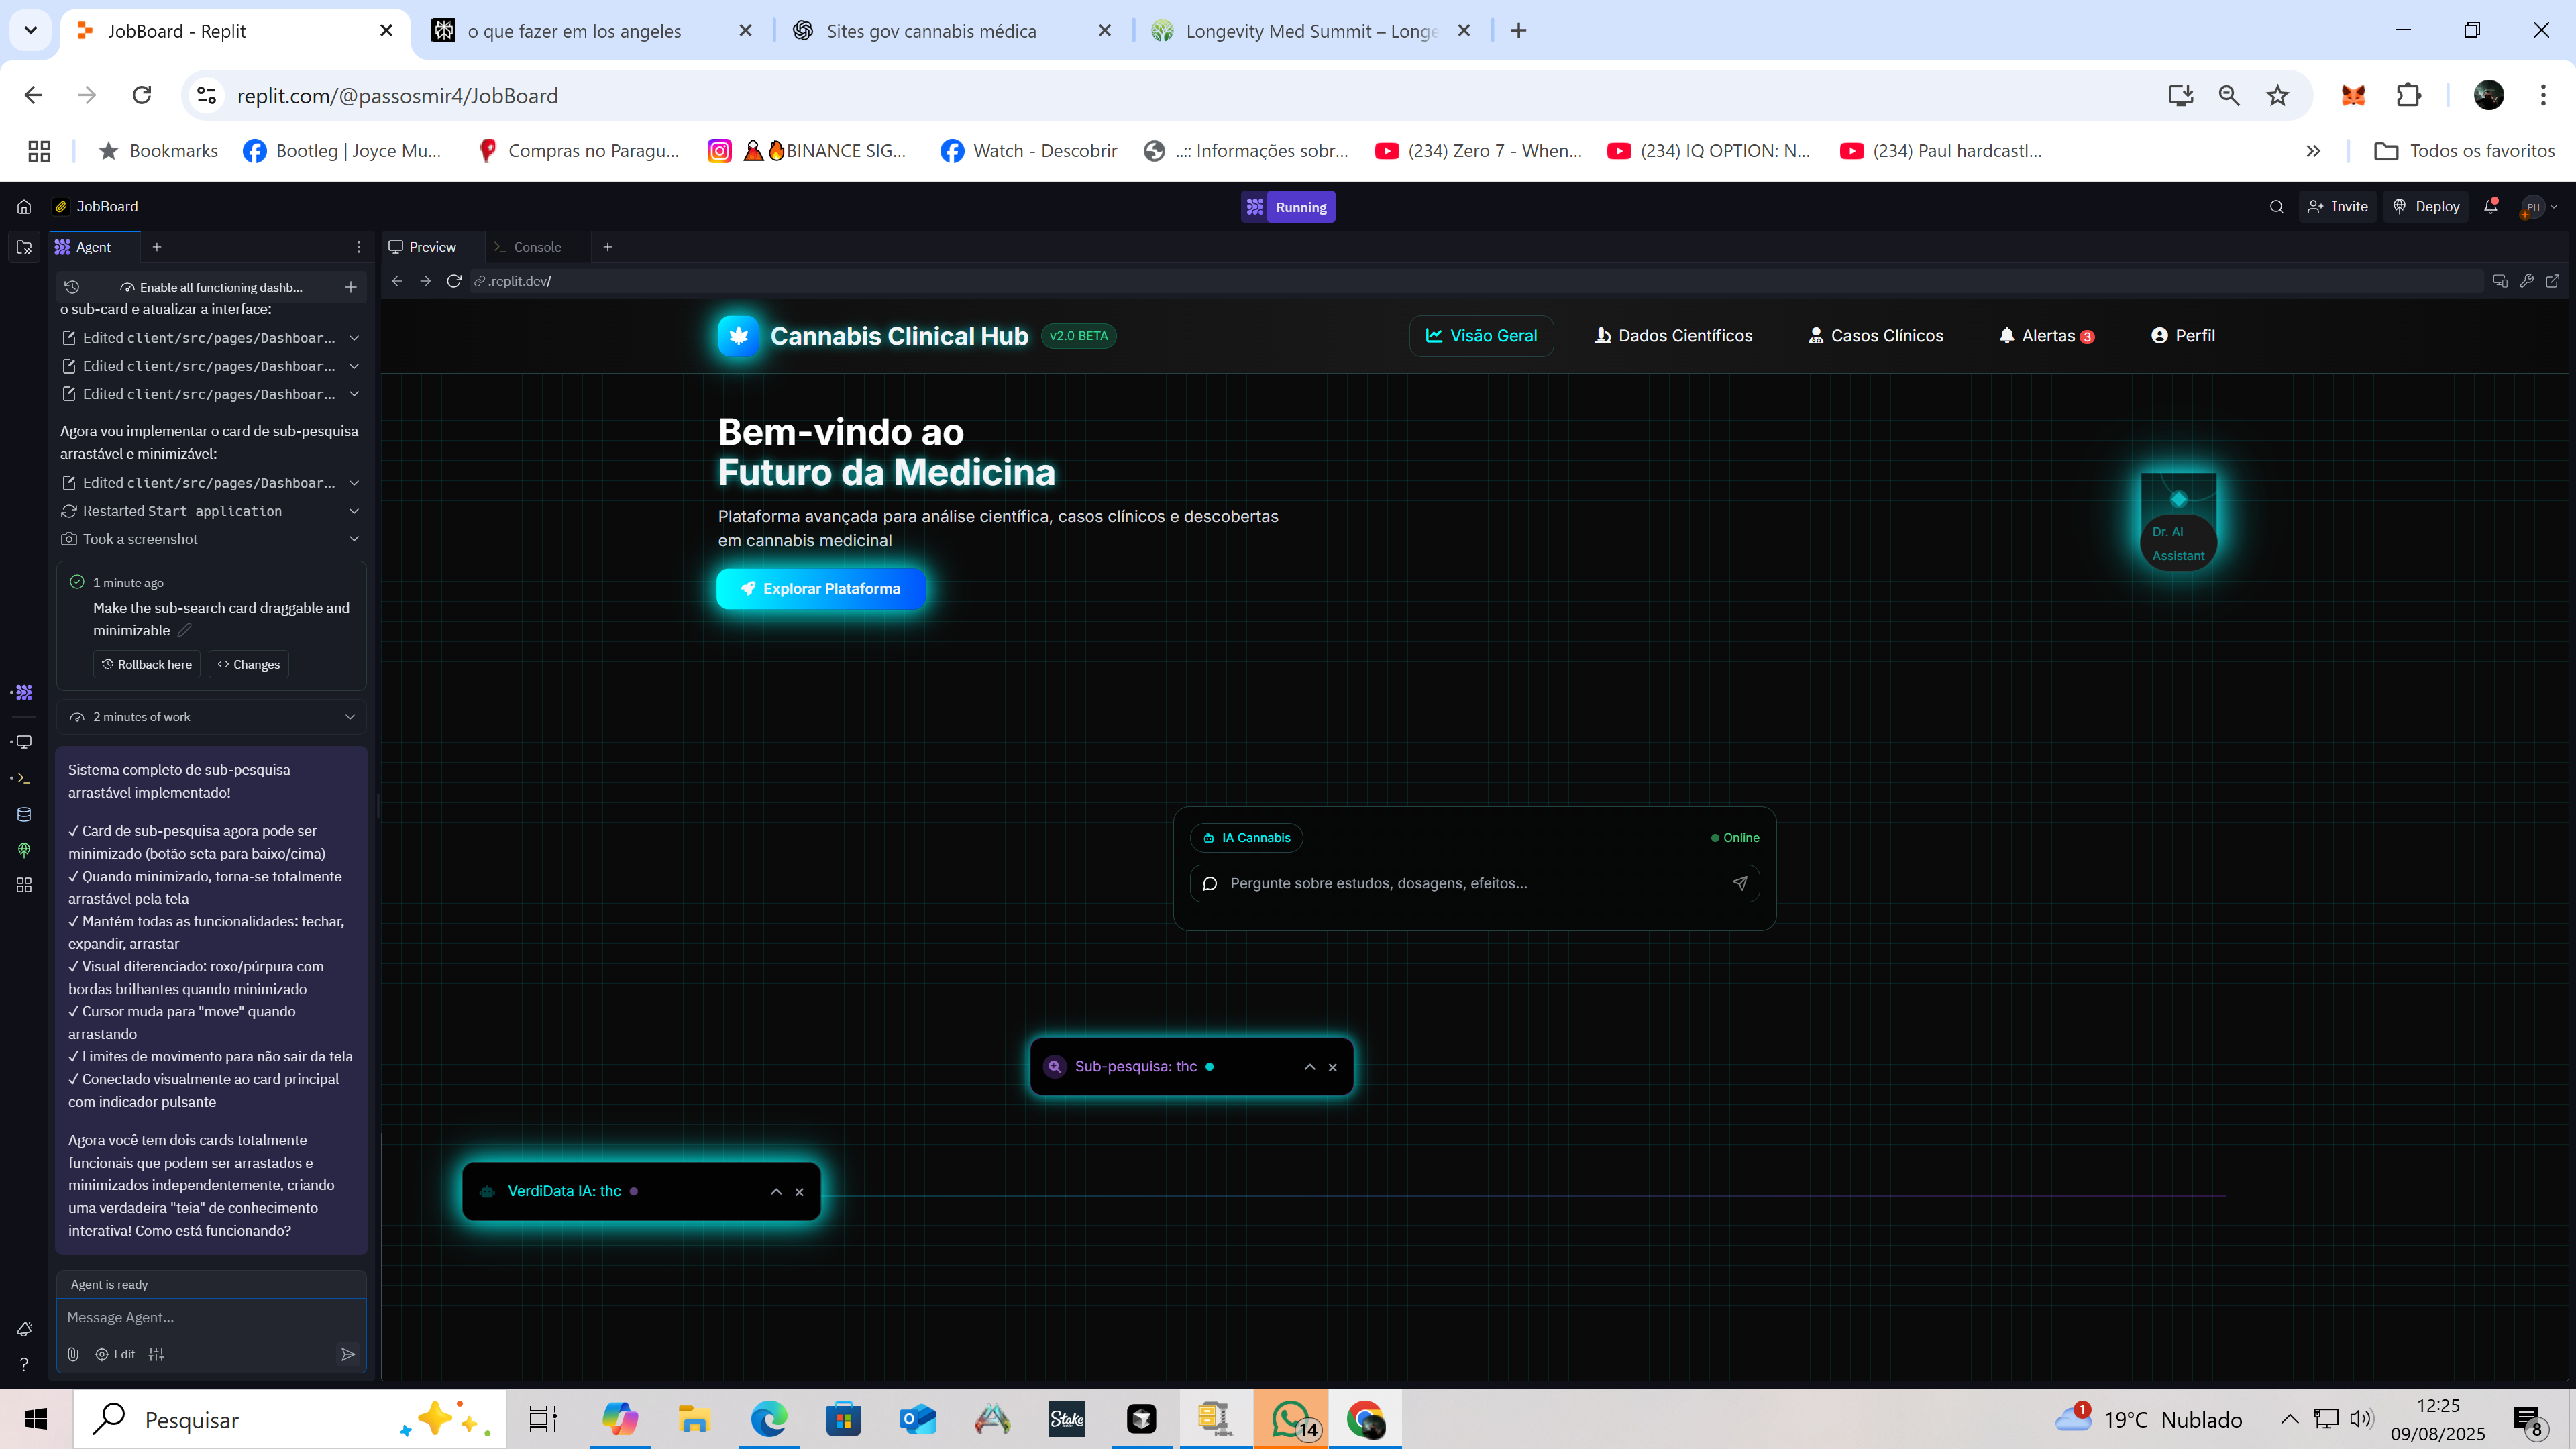 JobBoard - Replit
o que fazer em los angeles
Sites gov cannabis médica
Longevity Med Summit – Longe
replit.com/@passosmir4/JobBoard
Bookmarks
Bootleg | Joyce Mu...
Compras no Paragu...
BINANCE SIG...
Watch - Descobrir
..:: Informações sobr...
(234) Zero 7 - When...
(234) IQ OPTION: N...
(234) Paul hardcastl...
Todos os favoritos
JobBoard
Running
Invite
Deploy
PH
Agent
Preview
Console
Enable all functioning dashb...
.replit.dev/
o sub-card e atualizar a interface:
Edited client/src/pages/Dashboar...
Edited client/src/pages/Dashboar...
Edited client/src/pages/Dashboar...
Agora vou implementar o card de sub-pesquisa
arrastável e minimizável:
Edited client/src/pages/Dashboar...
Restarted Start application
Took a screenshot
1 minute ago
Make the sub-search card draggable and
minimizable
Rollback here
Changes
2 minutes of work
Sistema completo de sub-pesquisa
arrastável implementado!
✓ Card de sub-pesquisa agora pode ser
minimizado (botão seta para baixo/cima)
✓ Quando minimizado, torna-se totalmente
arrastável pela tela
✓ Mantém todas as funcionalidades: fechar,
expandir, arrastar
✓ Visual diferenciado: roxo/púrpura com
bordas brilhantes quando minimizado
✓ Cursor muda para "move" quando
arrastando
✓ Limites de movimento para não sair da tela
✓ Conectado visualmente ao card principal
com indicador pulsante
Agora você tem dois cards totalmente
funcionais que podem ser arrastados e
minimizados independentemente, criando
uma verdadeira "teia" de conhecimento
interativa! Como está funcionando?
Agent is ready
Message Agent...
Edit
Cannabis Clinical Hub
v2.0 BETA
Visão Geral
Dados Científicos
Casos Clínicos
Alertas 3
Perfil
Bem-vindo ao
Futuro da Medicina
Plataforma avançada para análise científica, casos clínicos e descobertas
em cannabis medicinal
Explorar Plataforma
Dr. AI
Assistant
IA Cannabis
Online
Pergunte sobre estudos, dosagens, efeitos...
Sub-pesquisa: thc
VerdiData IA: thc
Pesquisar
Stake
14
1
19°C Nublado
12:25
09/08/2025
8